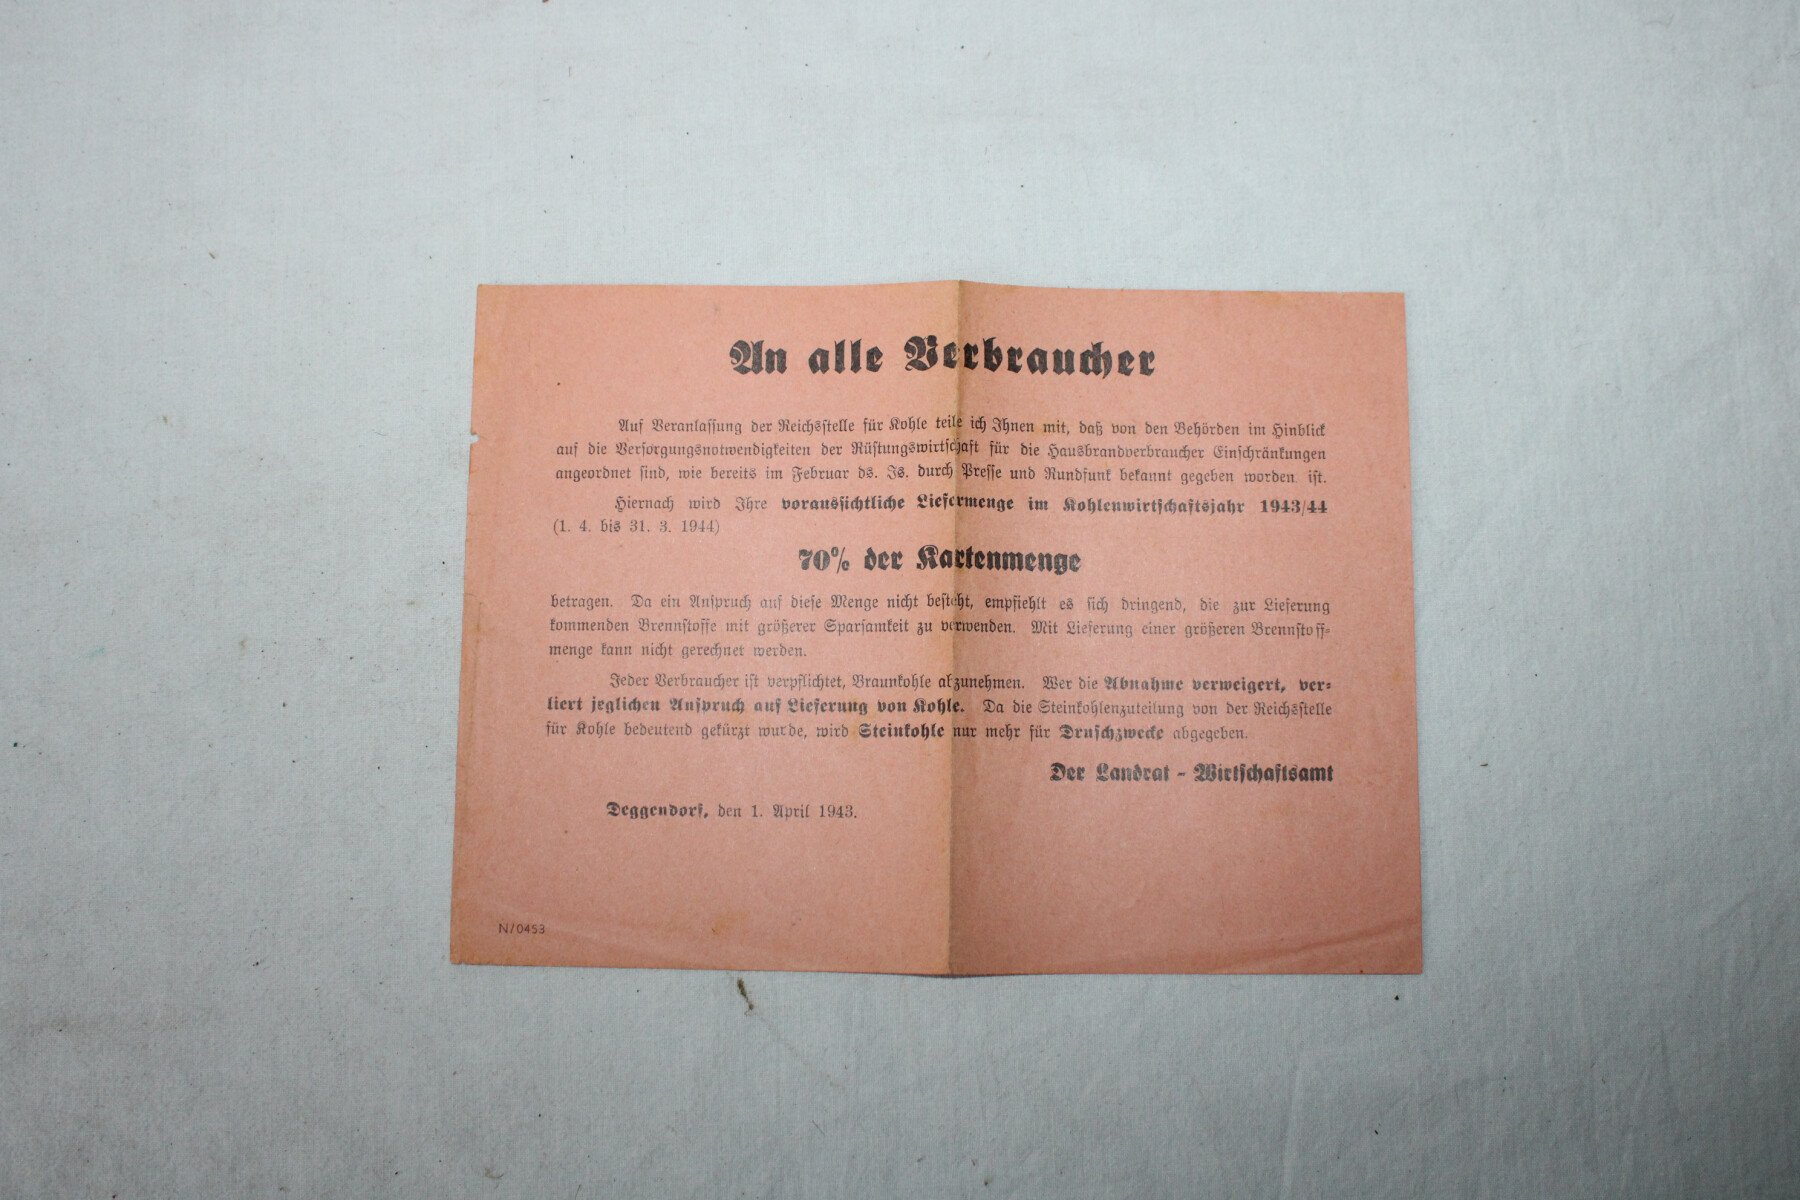 An alle Verbraucher
Auf Veranlassung der Reichsstelle für Kohle teile ich Ihnen mit, daß von den Behörden im Hinblick
auf die Versorgungsnotwendigkeiten der Rüstungswirtschaft für die Hausbrandverbraucher Einschränkungen
angeordnet sind, wie bereits im Februar ds. Js. durch Presse und Rundfunk bekannt gegeben worden ist.
Hiernach wird Ihre voraussichtliche Liefermenge im Kohlenwirtschaftsjahr 1943/44
(1. 4. bis 31. 3. 1944)
70% der Kartenmenge
betragen. Da ein Anspruch auf diese Menge nicht besteht, empfiehlt es sich dringend, die zur Lieferung
kommenden Brennstoffe mit größerer Sparsamkeit zu verwenden. Mit Lieferung einer größeren Brennstoff-
menge kann nicht gerechnet werden.
Jeder Verbraucher ist verpflichtet, Braunkohle abzunehmen. Wer die Abnahme verweigert, ver-
liert jeglichen Anspruch auf Lieferung von Kohle. Da die Steinkohlenzuteilung von der Reichsstelle
für Kohle bedeutend gekürzt wurde, wird Steinkohle nur mehr für Druschzwecke abgegeben.
Der Landrat - Wirtschaftsamt
Deggendorf, den 1. April 1943.
N/0453